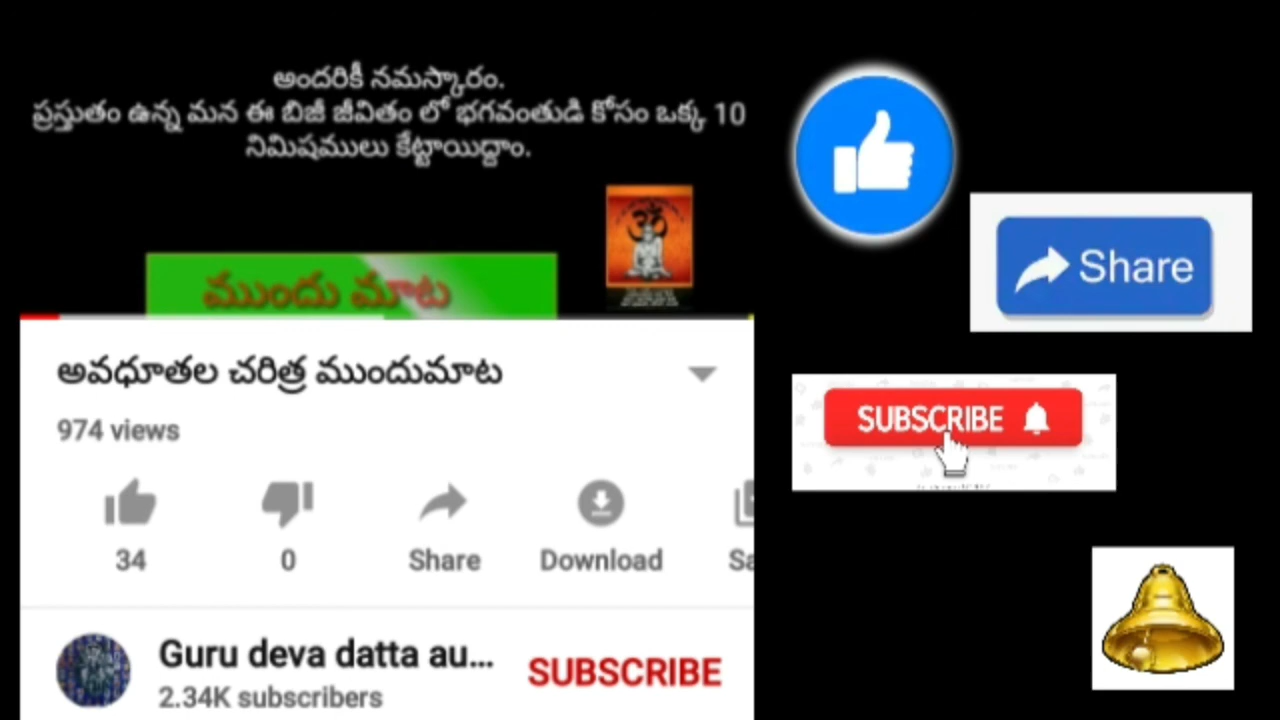 అందరికీ నమస్కారం.
ప్రస్తుతం ఉన్న మన ఈ బిజీ జీవితం లో భగవంతుడి కోసం ఒక్క 10
నిమిషములు కేట్టాయిద్దాం.
ముందు మాట
అవధూతల చరిత్ర ముందుమాట
974 views
34
0
Share
Download
Sa
Guru deva datta au...
2.34K subscribers
SUBSCRIBE
Share
SUBSCRIBE